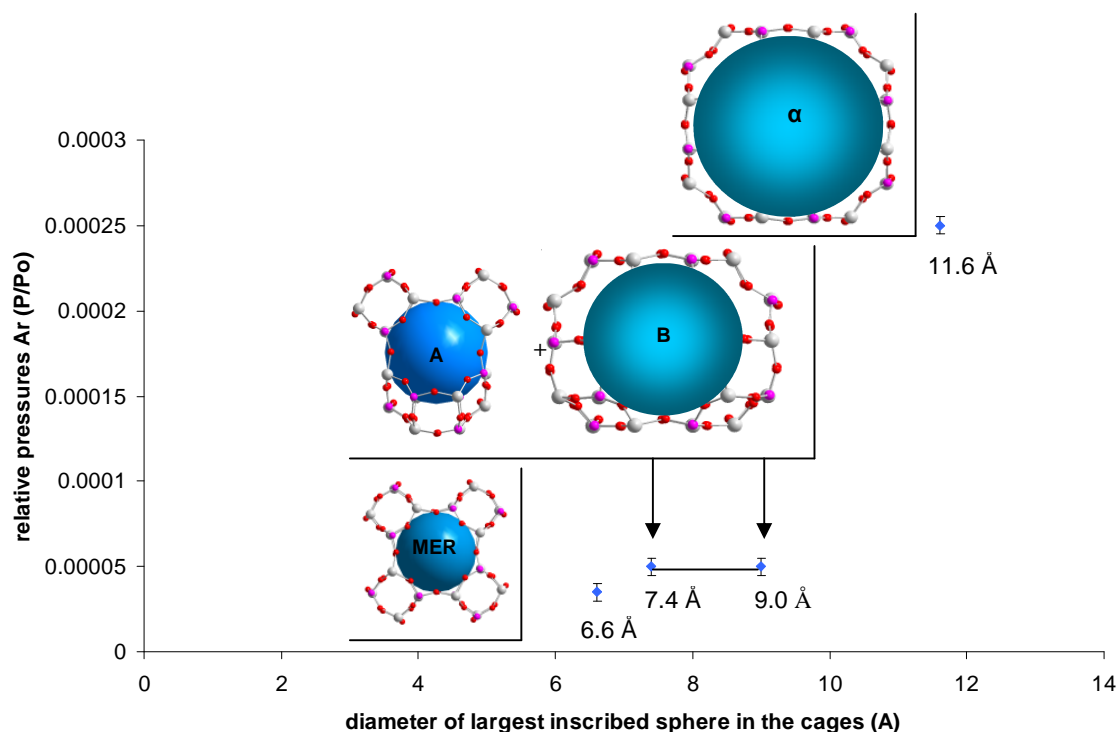 α
0.0003
0.00025
11.6 Å
0.0002
A
+
B
0.00015
0.0001
MER
0.00005
7.4 Å
9.0 Å
6.6 Å
0
0
2
4
6
8
10
12
14
relative pressures Ar (P/Po)
diameter of largest inscribed sphere in the cages (A)